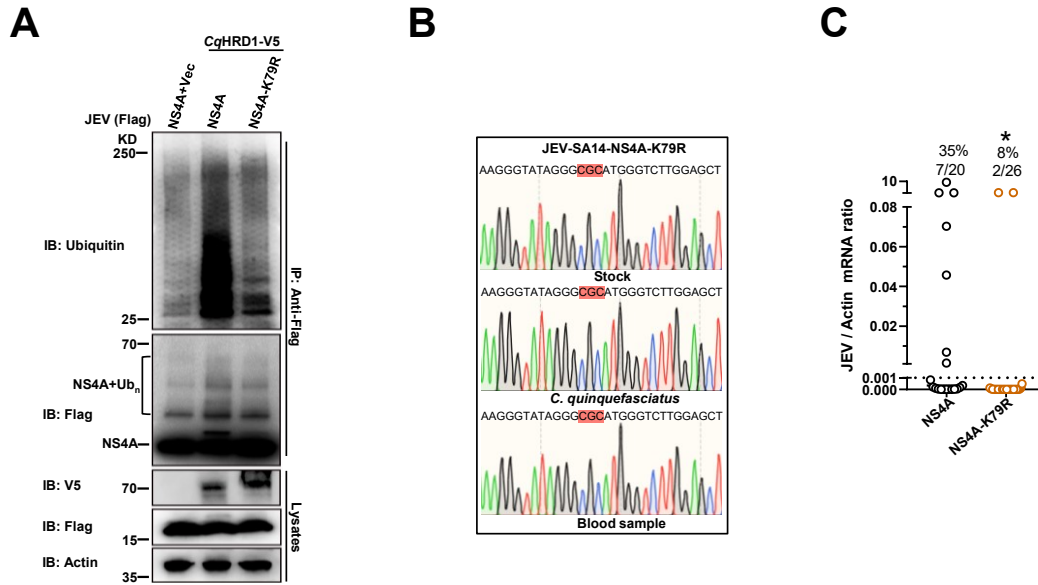 A
CqHRD1-V5
JEV (Flag)
NS4A+Vec
NS4A
NS4A-K79R
KD
250
IB: Ubiquitin
25
IP: Anti-Flag
70
NS4A+Ubn
IB: Flag
NS4A
IB: V5
70
IB: Flag
15
IB: Actin
35
Lysates
B
JEV-SA14-NS4A-K79R
AAGGGTATAGGGCGCATGGGTCTTGGAGCT
Stock
AAGGGTATAGGGCGCATGGGTCTTGGAGCT
C. quinquefasciatus
AAGGGTATAGGGCGCATGGGTCTTGGAGCT
Blood sample
C
*
35%
8%
7/20
2/26
JEV / Actin mRNA ratio
10
0.08
0.06
0.04
0.02
0.001
0.000
NS4A
NS4A-K79R